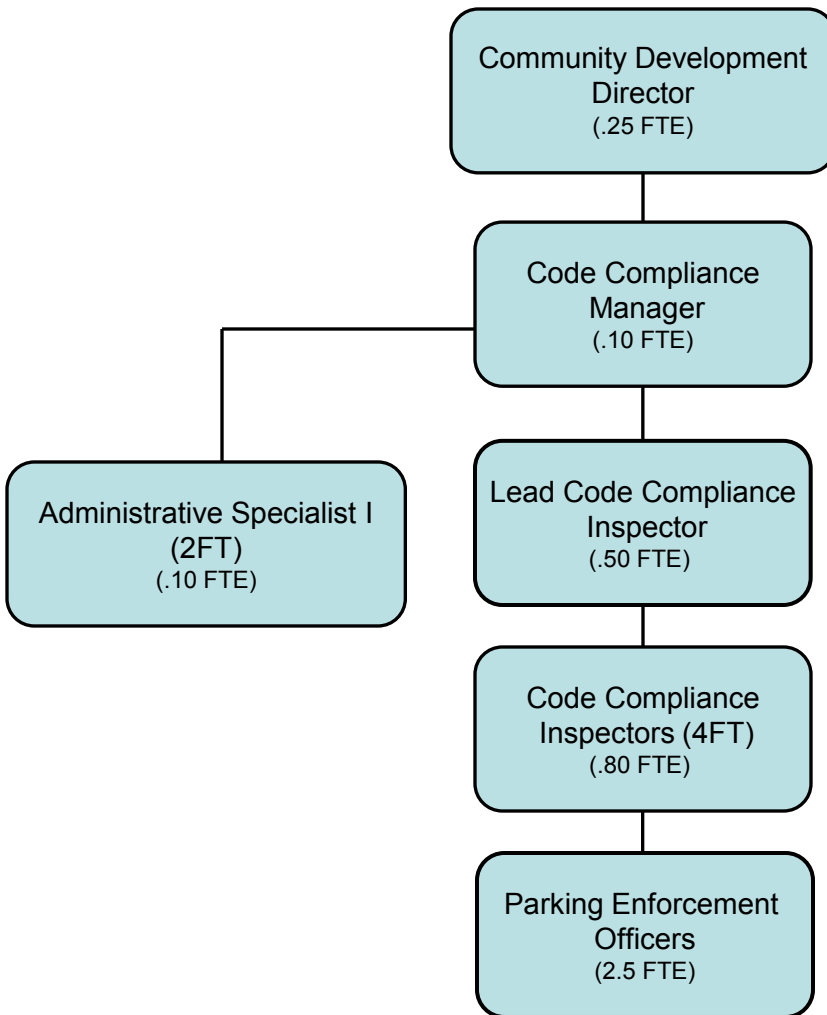 Community Development
Director
(.25 FTE)
Code Compliance
Manager
(.10 FTE)
Administrative Specialist I
(2FT)
(.10 FTE)
Lead Code Compliance
Inspector
(.50 FTE)
Code Compliance
Inspectors (4FT)
(.80 FTE)
Parking Enforcement
Officers
(2.5 FTE)